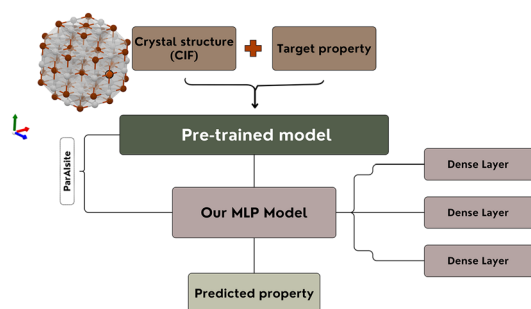 Crystal structure
(CIF)
Target property
Pre-trained model
ParAIsite
Our MLP Model
Dense Layer
Dense Layer
Dense Layer
Predicted property